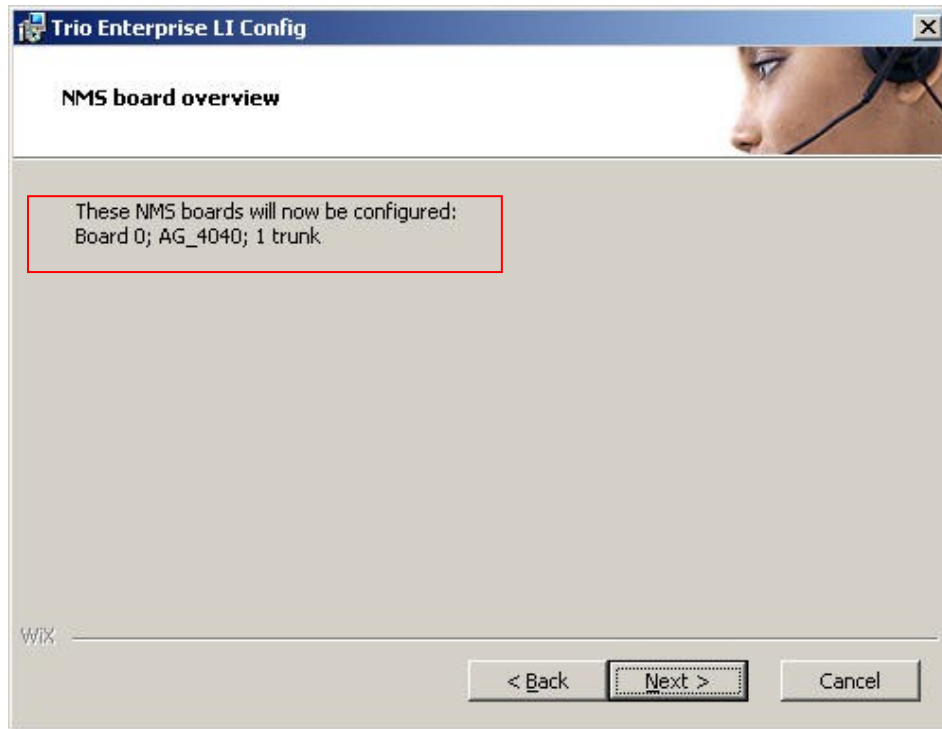 Trio Enterprise LI Config
NMS board overview
These NMS boards will now be configured:
Board 0; AG_4040; 1 trunk
WiX
< Back
Next >
Cancel